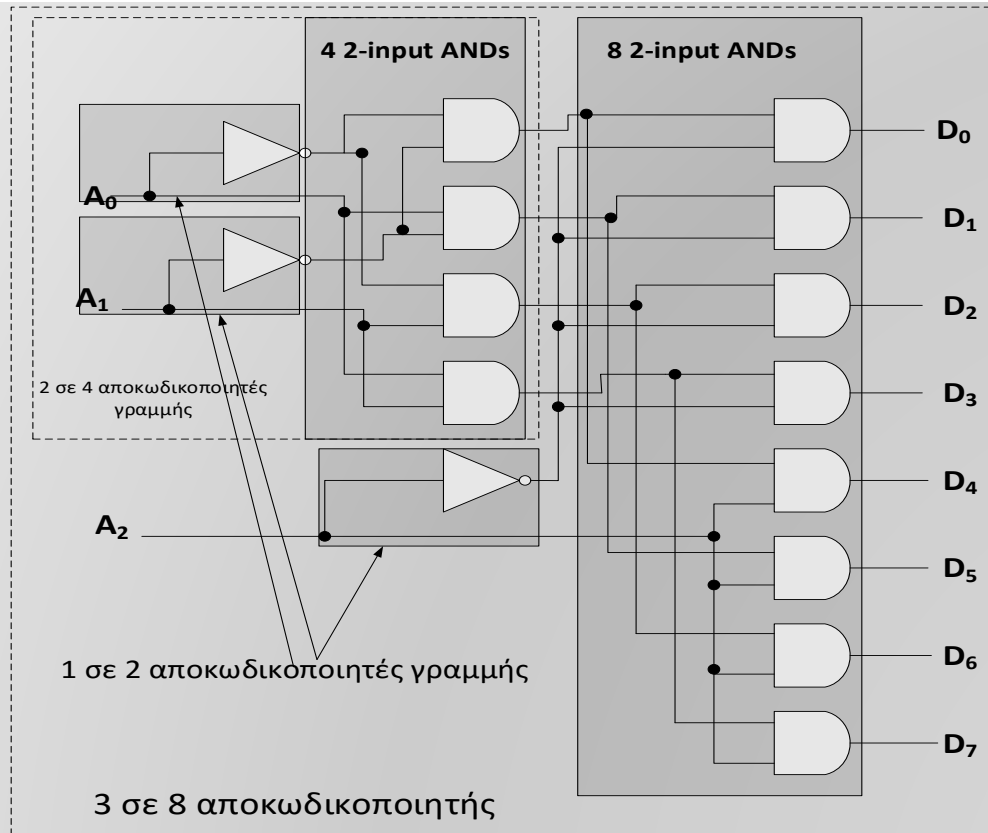 4 2-input ANDs
8 2-input ANDs
A₀
A₁
2 σε 4 αποκωδικοποιητές
γραμμής
A₂
1 σε 2 αποκωδικοποιητές γραμμής
3 σε 8 αποκωδικοποιητής
D₀
D₁
D₂
D₃
D₄
D₅
D₆
D₇